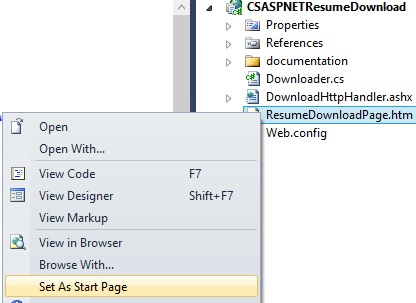 CSASPNETResumeDownload
Properties
References
documentation
Downloader.cs
DownloadHttpHandler.ashx
ResumeDownloadPage.htm
Web.config
Open
Open With...
View Code F7
View Designer Shift+F7
View Markup
View in Browser
Browse With...
Set As Start Page